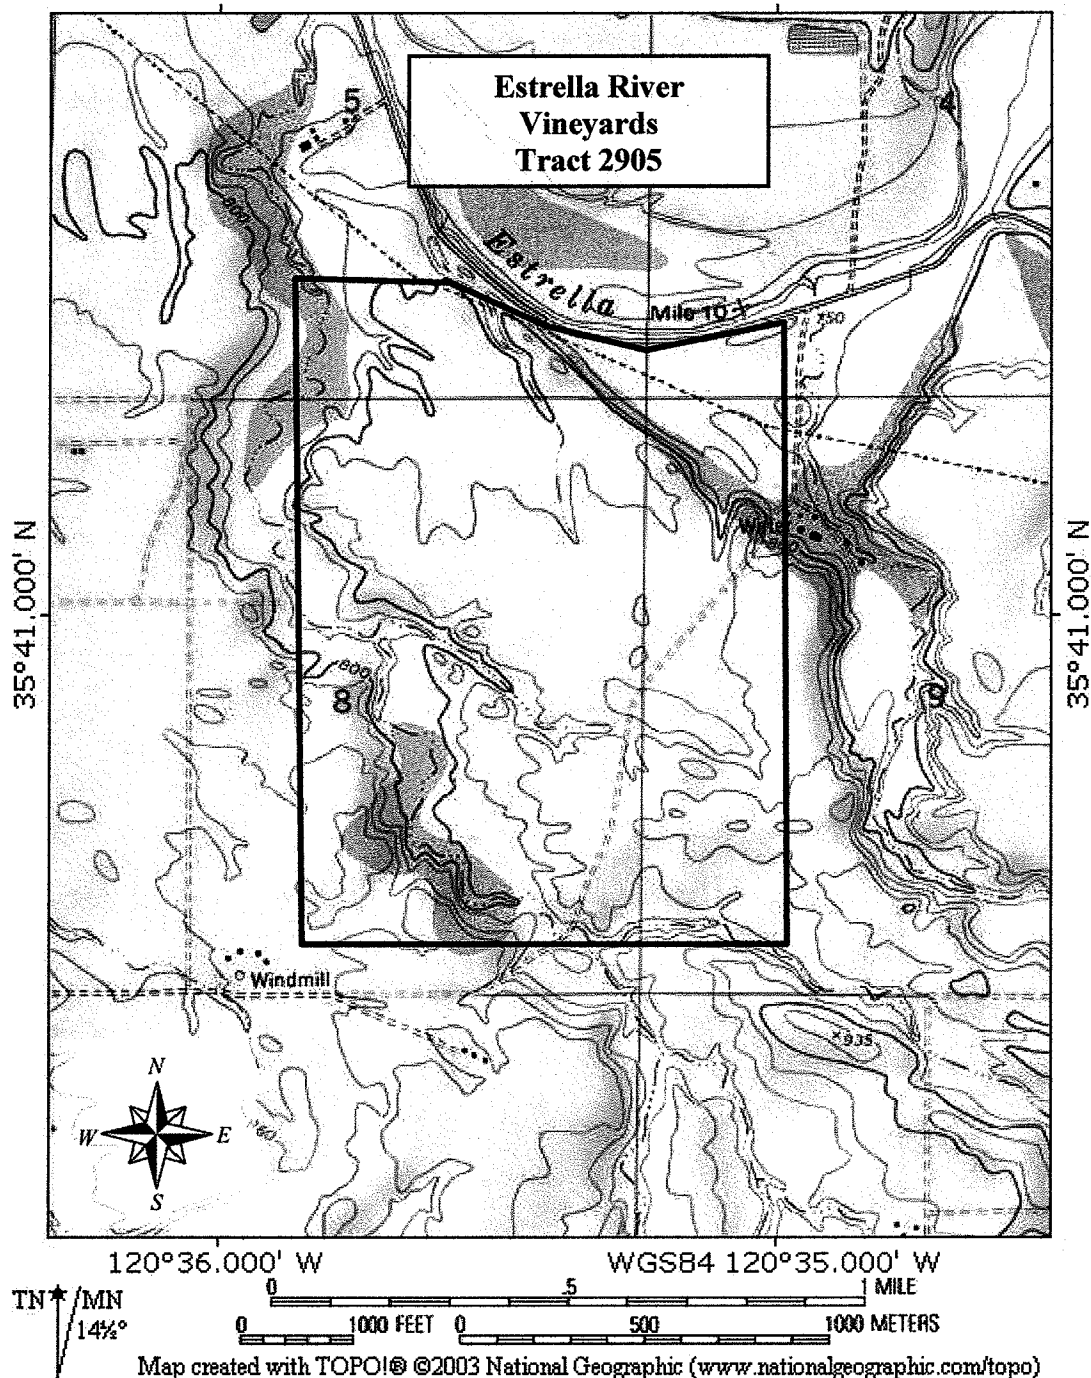 Estrella River
Vineyards
Tract 2905
5
4
800
Estrella
Mile 10
750
35°41.000' N
35°41.000' N
800
8
9
Windmill
×935
N
W
E
S
120°36.000' W
WGS84 120°35.000' W
TN
MN
14½°
0
.5
1 MILE
0
1000 FEET
0
500
1000 METERS
Map created with TOPO!® ©2003 National Geographic (www.nationalgeographic.com/topo)